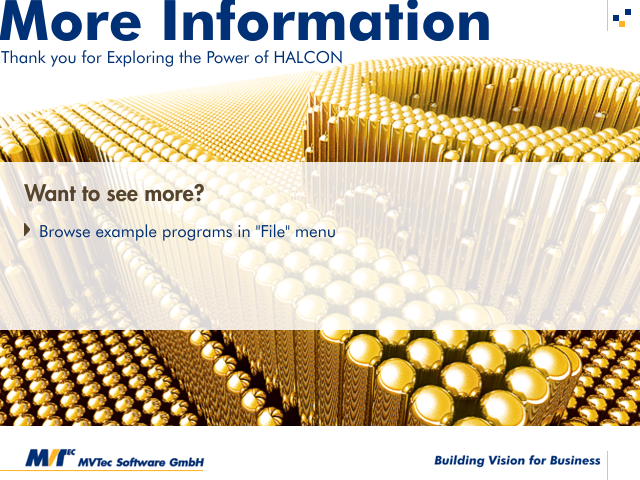 More Information
Thank you for Exploring the Power of HALCON
Want to see more?
Browse example programs in "File" menu
MVTEC MVTec Software GmbH
Building Vision for Business